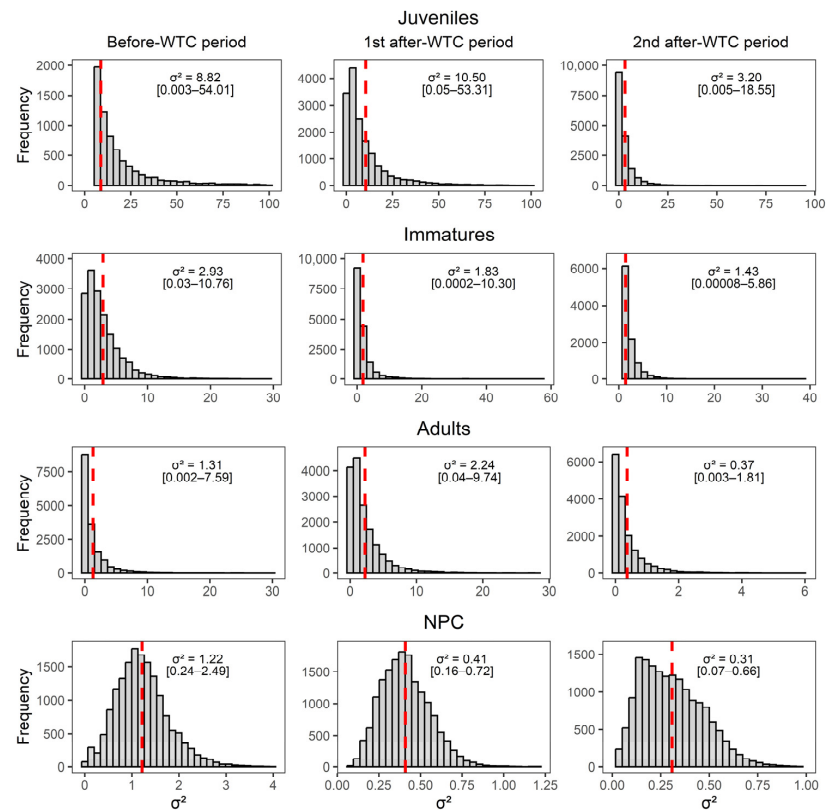 Juveniles
Before-WTC period 1st after-WTC period 2nd after-WTC period
Frequency
2000
1500
1000
500
0
σ² = 8.82
[0.003–54.01]
0 25 50 75 100
4000
3000
2000
1000
0
σ² = 10.50
[0.05–53.31]
0 25 50 75 100
10,000
7500
5000
2500
0
σ² = 3.20
[0.005–18.55]
0 25 50 75 100
Immatures
Frequency
4000
3000
2000
1000
0
σ² = 2.93
[0.03–10.76]
0 10 20 30
10,000
7500
5000
2500
0
σ² = 1.83
[0.0002–10.30]
0 20 40 60
6000
4000
2000
0
σ² = 1.43
[0.00008–5.86]
0 10 20 30 40
Adults
Frequency
7500
5000
2500
0
σ² = 1.31
[0.002–7.59]
0 10 20 30
4000
3000
2000
1000
0
σ² = 2.24
[0.04–9.74]
0 10 20 30
6000
4000
2000
0
σ² = 0.37
[0.003–1.81]
0 2 4 6
NPC
Frequency
1500
1000
500
0
σ² = 1.22
[0.24–2.49]
0 1 2 3 4
σ²
1500
1000
500
0
σ² = 0.41
[0.16–0.72]
0.00 0.25 0.50 0.75 1.00 1.25
σ²
1500
1000
500
0
σ² = 0.31
[0.07–0.66]
0.00 0.25 0.50 0.75 1.00
σ²